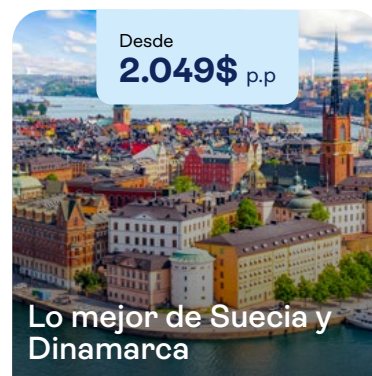 Desde
2.049$ p.p
Lo mejor de Suecia y
Dinamarca